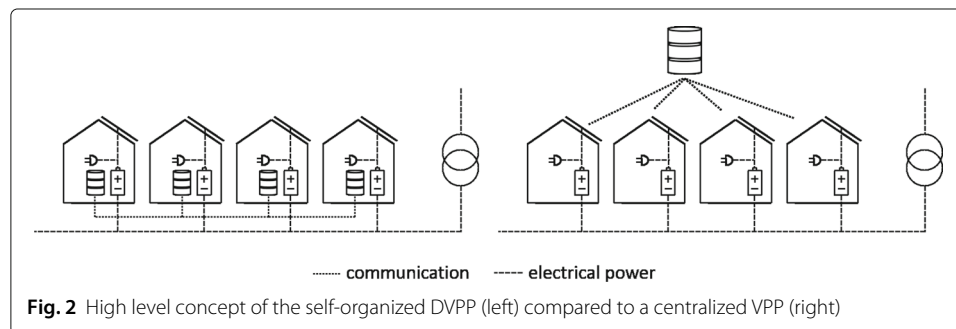 communication electrical power
Fig. 2 High level concept of the self-organized DVPP (left) compared to a centralized VPP (right)